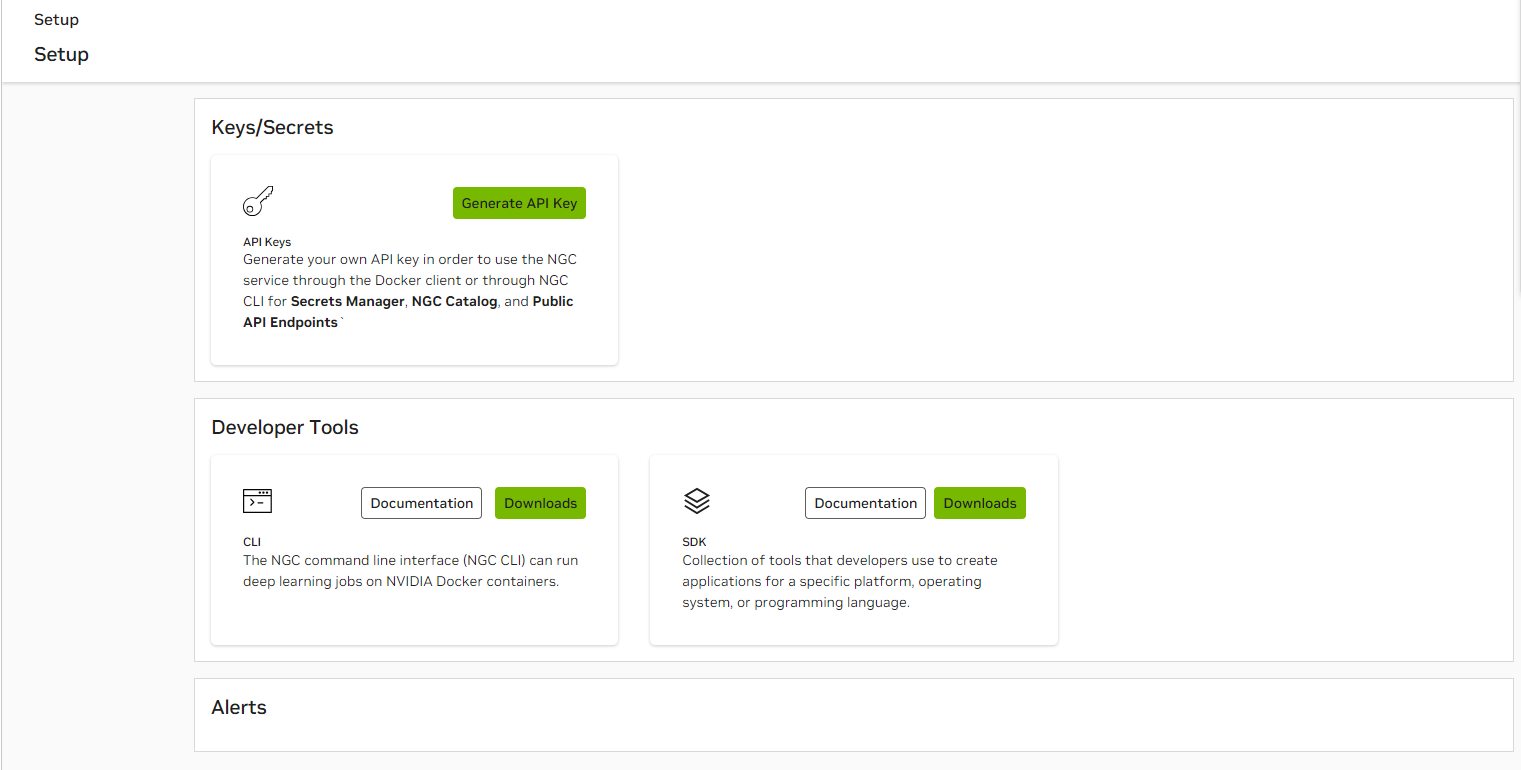 Setup
Setup
Keys/Secrets
Generate API Key
API Keys
Generate your own API key in order to use the NGC
service through the Docker client or through NGC
CLI for Secrets Manager, NGC Catalog, and Public
API Endpoints`
Developer Tools
Documentation Downloads
CLI
The NGC command line interface (NGC CLI) can run
deep learning jobs on NVIDIA Docker containers.
Documentation Downloads
SDK
Collection of tools that developers use to create
applications for a specific platform, operating
system, or programming language.
Alerts